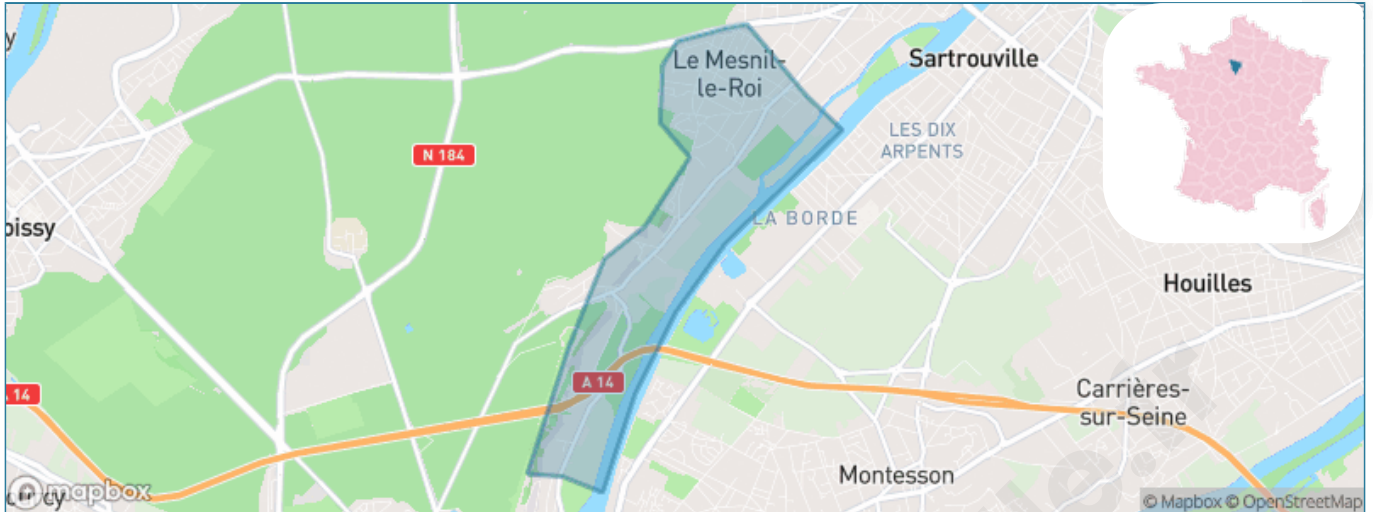 Le Mesnil-
le-Roi
Sartrouville
LES DIX
ARPENTS
N 184
oissy
LA BORDE
Houilles
A 14
14
Carrières-
sur-Seine
Montesson
mapbox
© Mapbox © OpenStreetMap